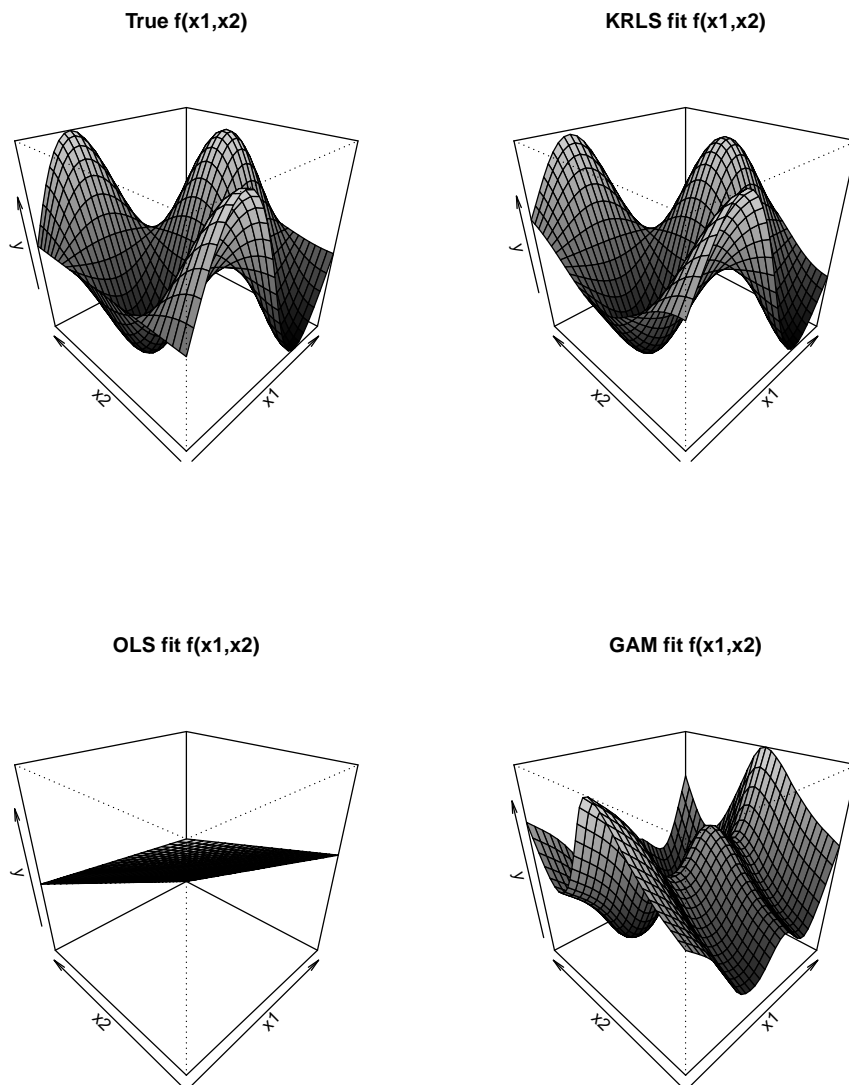 True f(x1,x2)
y
x2
x1
KRLS fit f(x1,x2)
y
x2
x1
OLS fit f(x1,x2)
y
x2
x1
GAM fit f(x1,x2)
y
x2
x1